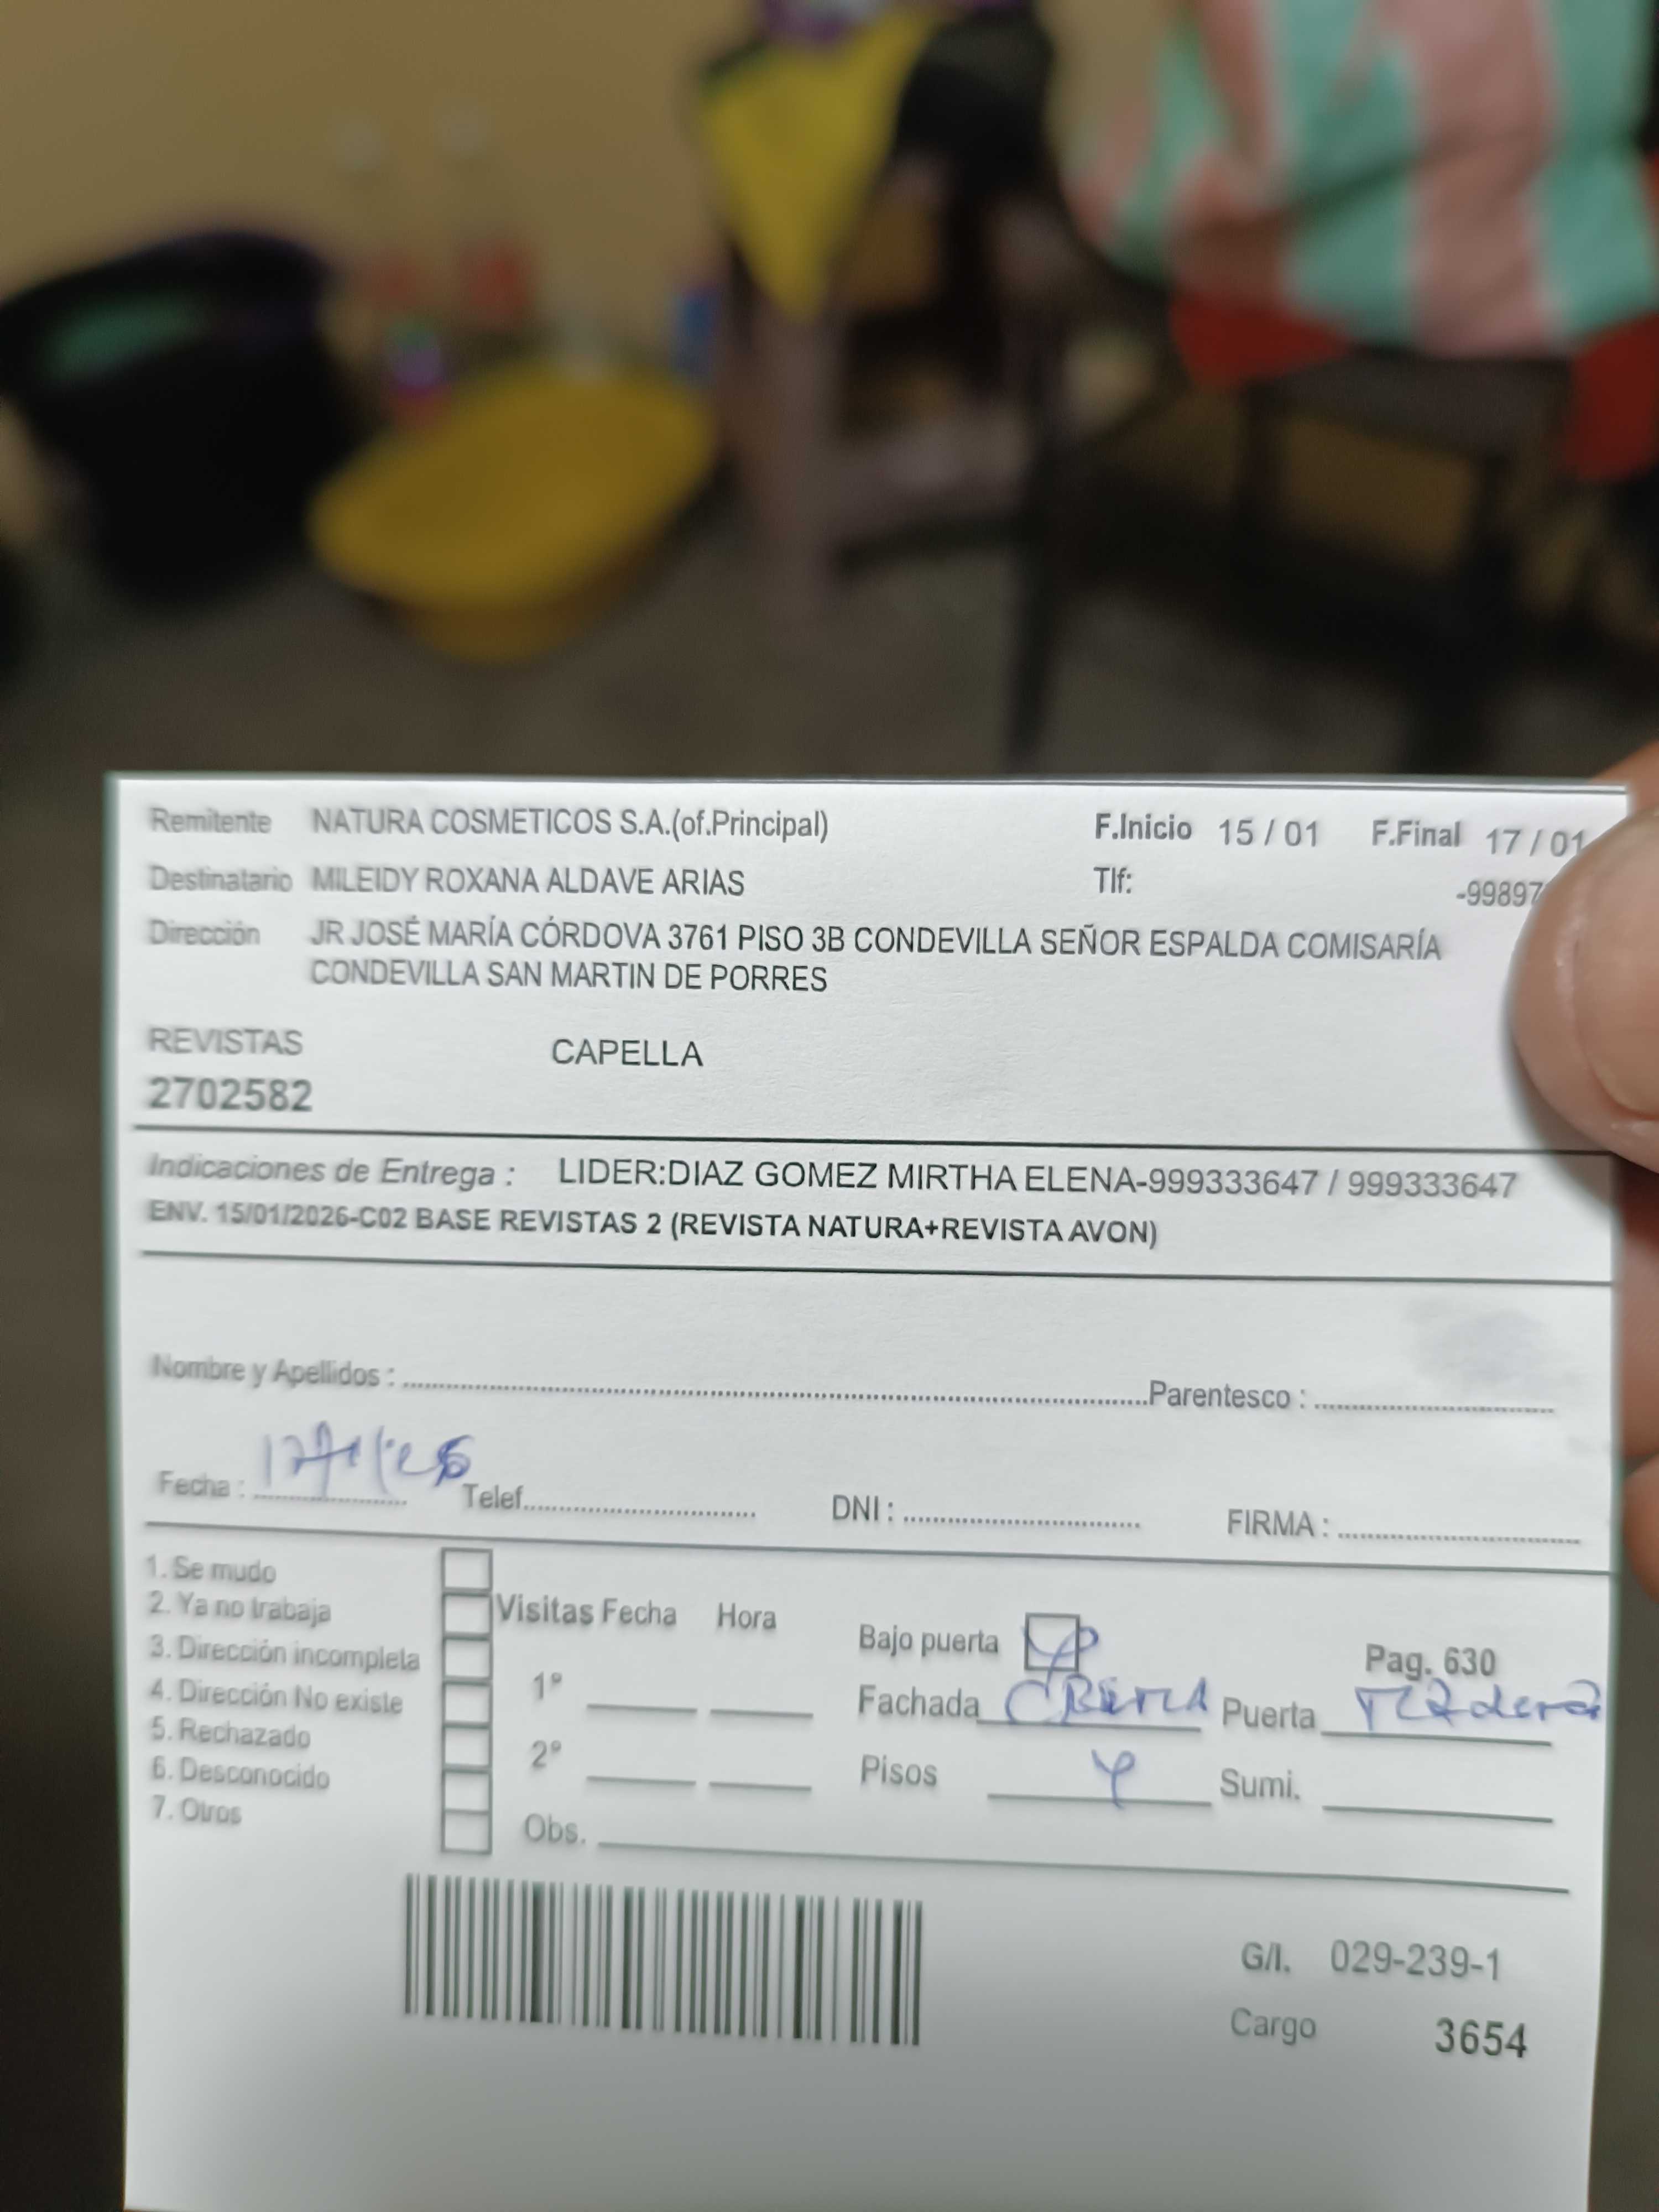 Remitente NATURA COSMETICOS S.A.(of.Principal) F.Inicio 15 / 01 F.Final 17 / 01
Destinatario MILEIDY ROXANA ALDAVE ARIAS Tlf: -99897
Dirección JR JOSÉ MARÍA CÓRDOVA 3761 PISO 3B CONDEVILLA SEÑOR ESPALDA COMISARÍA
CONDEVILLA SAN MARTIN DE PORRES
REVISTAS CAPELLA
2702582
Indicaciones de Entrega : LIDER:DIAZ GOMEZ MIRTHA ELENA-999333647 / 999333647
ENV. 15/01/2026-C02 BASE REVISTAS 2 (REVISTA NATURA+REVISTA AVON)
Nombre y Apellidos : Parentesco :
Fecha : Telef. DNI : FIRMA :
1. Se mudo
2. Ya no trabaja
3. Dirección incompleta
4. Dirección No existe
5. Rechazado
6. Desconocido
7. Otros
Visitas Fecha Hora
1°
2°
Obs.
Bajo puerta Pag. 630
Fachada Puerta Madera
Pisos 4 Sumi.
G/I. 029-239-1
Cargo 3654